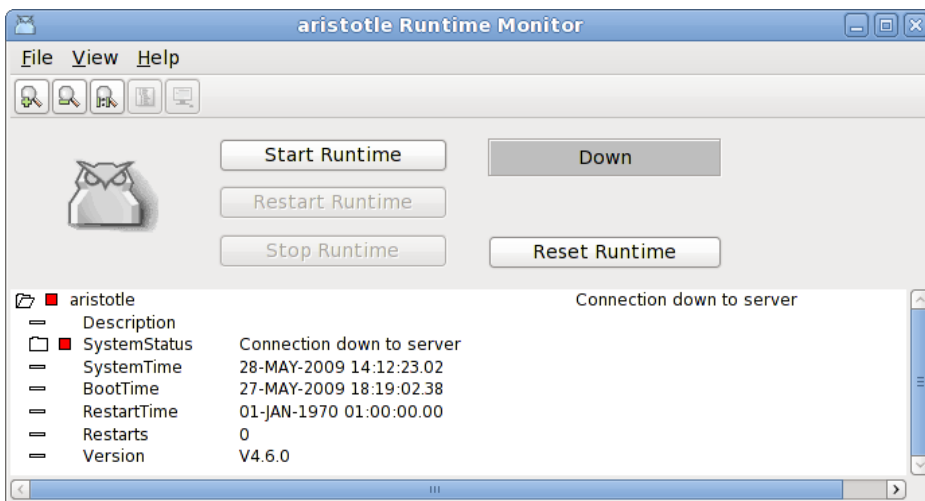 aristotle Runtime Monitor
File View Help
Start Runtime
Down
Restart Runtime
Stop Runtime
Reset Runtime
aristotle Connection down to server
Description
SystemStatus Connection down to server
SystemTime 28-MAY-2009 14:12:23.02
BootTime 27-MAY-2009 18:19:02.38
RestartTime 01-JAN-1970 01:00:00.00
Restarts 0
Version V4.6.0